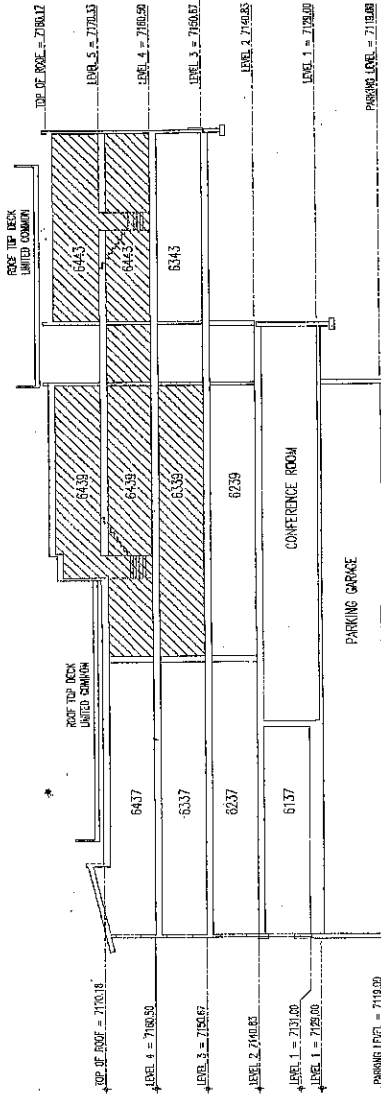 TOP OF ROOF = 7180.17
LEVEL 5 = 7170.33
LEVEL 4 = 7160.50
LEVEL 3 = 7150.67
LEVEL 2 7140.83
LEVEL 1 = 7129.00
PARKING LEVEL = 7119.00
ROOF TOP DECK
LIMITED COMMON
6443
6443
6343
6439
6439
6339
6239
CONFERENCE ROOM
PARKING GARAGE
ROOF TOP DECK
LIMITED COMMON
6437
6337
6237
6137
TOP OF ROOF = 7170.18
LEVEL 4 = 7160.50
LEVEL 3 = 7150.67
LEVEL 2 7140.83
LEVEL 1 = 7131.00
LEVEL 1 = 7129.00
PARKING LEVEL = 7119.00